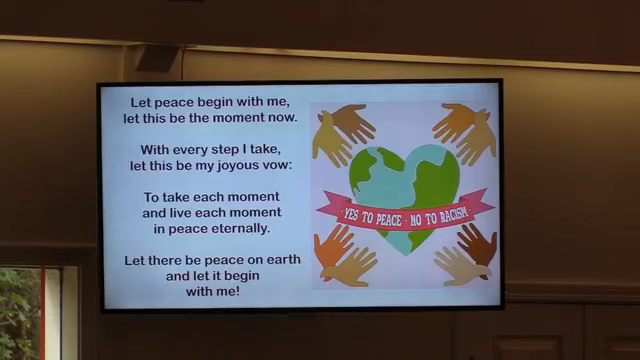 Let peace begin with me,
let this be the moment now.
With every step I take,
let this be my joyous vow:
To take each moment
and live each moment
in peace eternally.
Let there be peace on earth
and let it begin
with me!
YES TO PEACE - NO TO RACISM